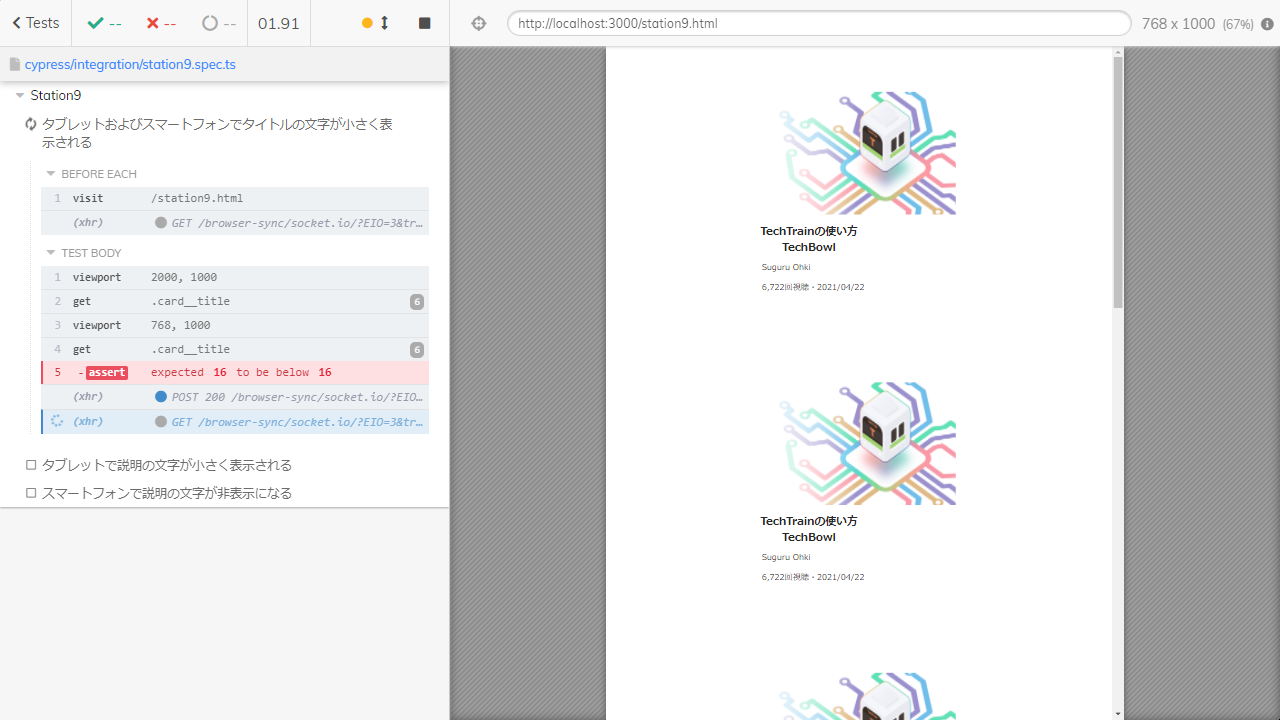 Tests
--
--
--
01.91
http://localhost:3000/station9.html
768 x 1000 (67%)
cypress/integration/station9.spec.ts
Station9
タブレットおよびスマートフォンでタイトルの文字が小さく表
示される
BEFORE EACH
1 visit /station9.html
(xhr) GET /browser-sync/socket.io/?EIO=3&tr…
TEST BODY
1 viewport 2000, 1000
2 get .card__title 6
3 viewport 768, 1000
4 get .card__title 6
5 -assert expected 16 to be below 16
(xhr) POST 200 /browser-sync/socket.io/?EIO…
(xhr) GET /browser-sync/socket.io/?EIO=3&tr…
タブレットで説明の文字が小さく表示される
スマートフォンで説明の文字が非表示になる
TechTrainの使い方
TechBowl
Suguru Ohki
6,722回視聴・2021/04/22
TechTrainの使い方
TechBowl
Suguru Ohki
6,722回視聴・2021/04/22